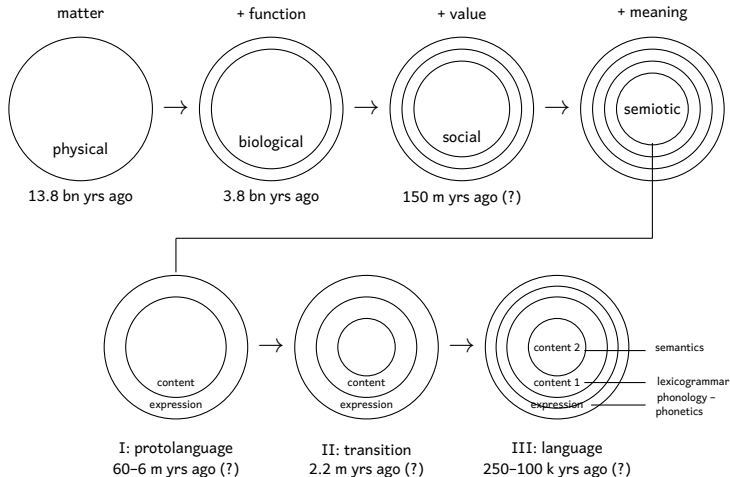 matter
+ function
+ value
+ meaning
physical
biological
social
semiotic
13.8 bn yrs ago
3.8 bn yrs ago
150 m yrs ago (?)
content
expression
content
expression
content 2
content 1
expression
semantics
lexicogrammar
phonology –
phonetics
I: protolanguage
60–6 m yrs ago (?)
II: transition
2.2 m yrs ago (?)
III: language
250–100 k yrs ago (?)